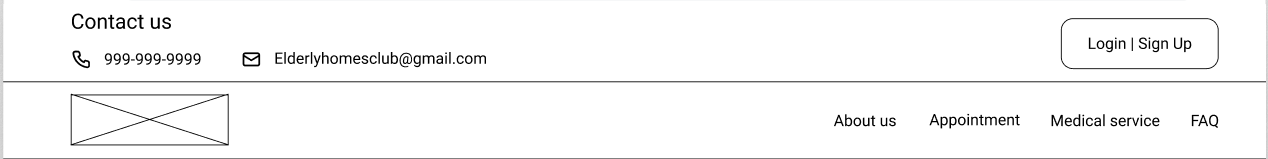 Contact us
999-999-9999 Elderlyhomesclub@gmail.com
Login | Sign Up
About us Appointment Medical service FAQ